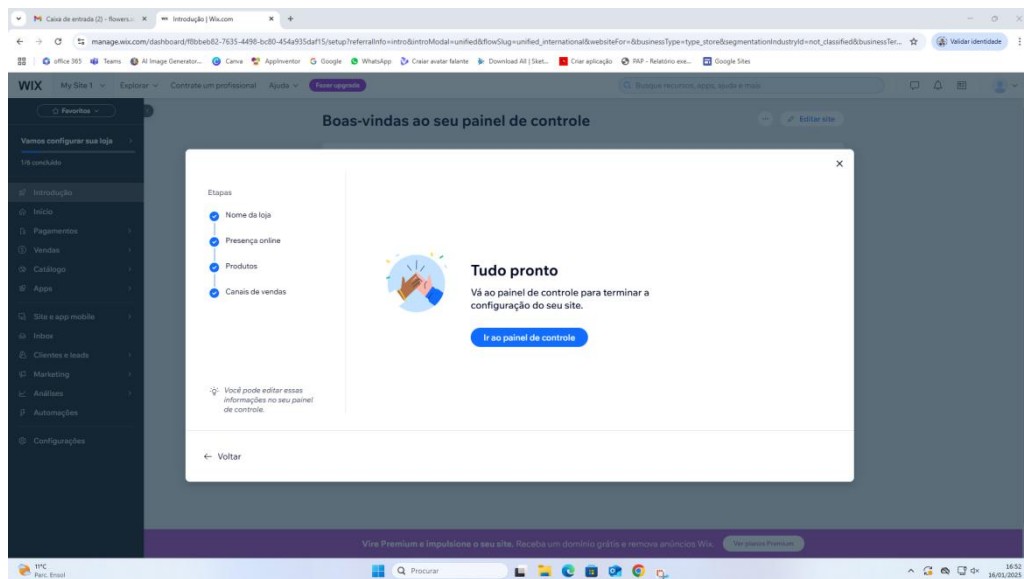 Caixa de entrada (2) - flowers.c
Introdução | Wix.com
manage.wix.com/dashboard/f8bbeb82-7635-4498-bc80-454a935daf15/setup?referralInfo=intro&introModal=unified&flowSlug=unified_international&websiteFor=&businessType=type_store&segmentationIndustryId=not_classified&businessTer...
Validar identidade
office 365 Teams AI Image Generator... Canva AppInventor Google WhatsApp Craiar avatar falante Download All | Sket... Criar aplicação PAP - Relatório exe... Google Sites
WIX My Site 1 Explorar Contrate um profissional Ajuda Fazer upgrade Busque recursos, apps, ajuda e mais
Favoritos
Boas-vindas ao seu painel de controle
Editar site
Vamos configurar sua loja
1/6 concluído
Introdução
Início
Pagamentos
Vendas
Catálogo
Apps
Site e app mobile
Inbox
Clientes e leads
Marketing
Análises
Automações
Configurações
Etapas
Nome da loja
Presença online
Produtos
Canais de vendas
Você pode editar essas
informações no seu painel
de controle.
Voltar
Tudo pronto
Vá ao painel de controle para terminar a
configuração do seu site.
Ir ao painel de controle
Vire Premium e impulsione o seu site. Receba um domínio grátis e remova anúncios Wix. Ver planos Premium
11°C
Parc. Ensol
Procurar
16:52
16/01/2025